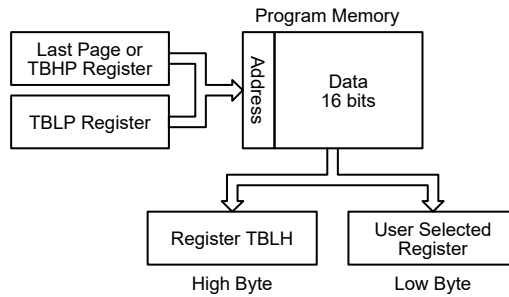 Program Memory
Last Page or
TBHP Register
TBLP Register
Address
Data
16 bits
Register TBLH
User Selected
Register
High Byte
Low Byte